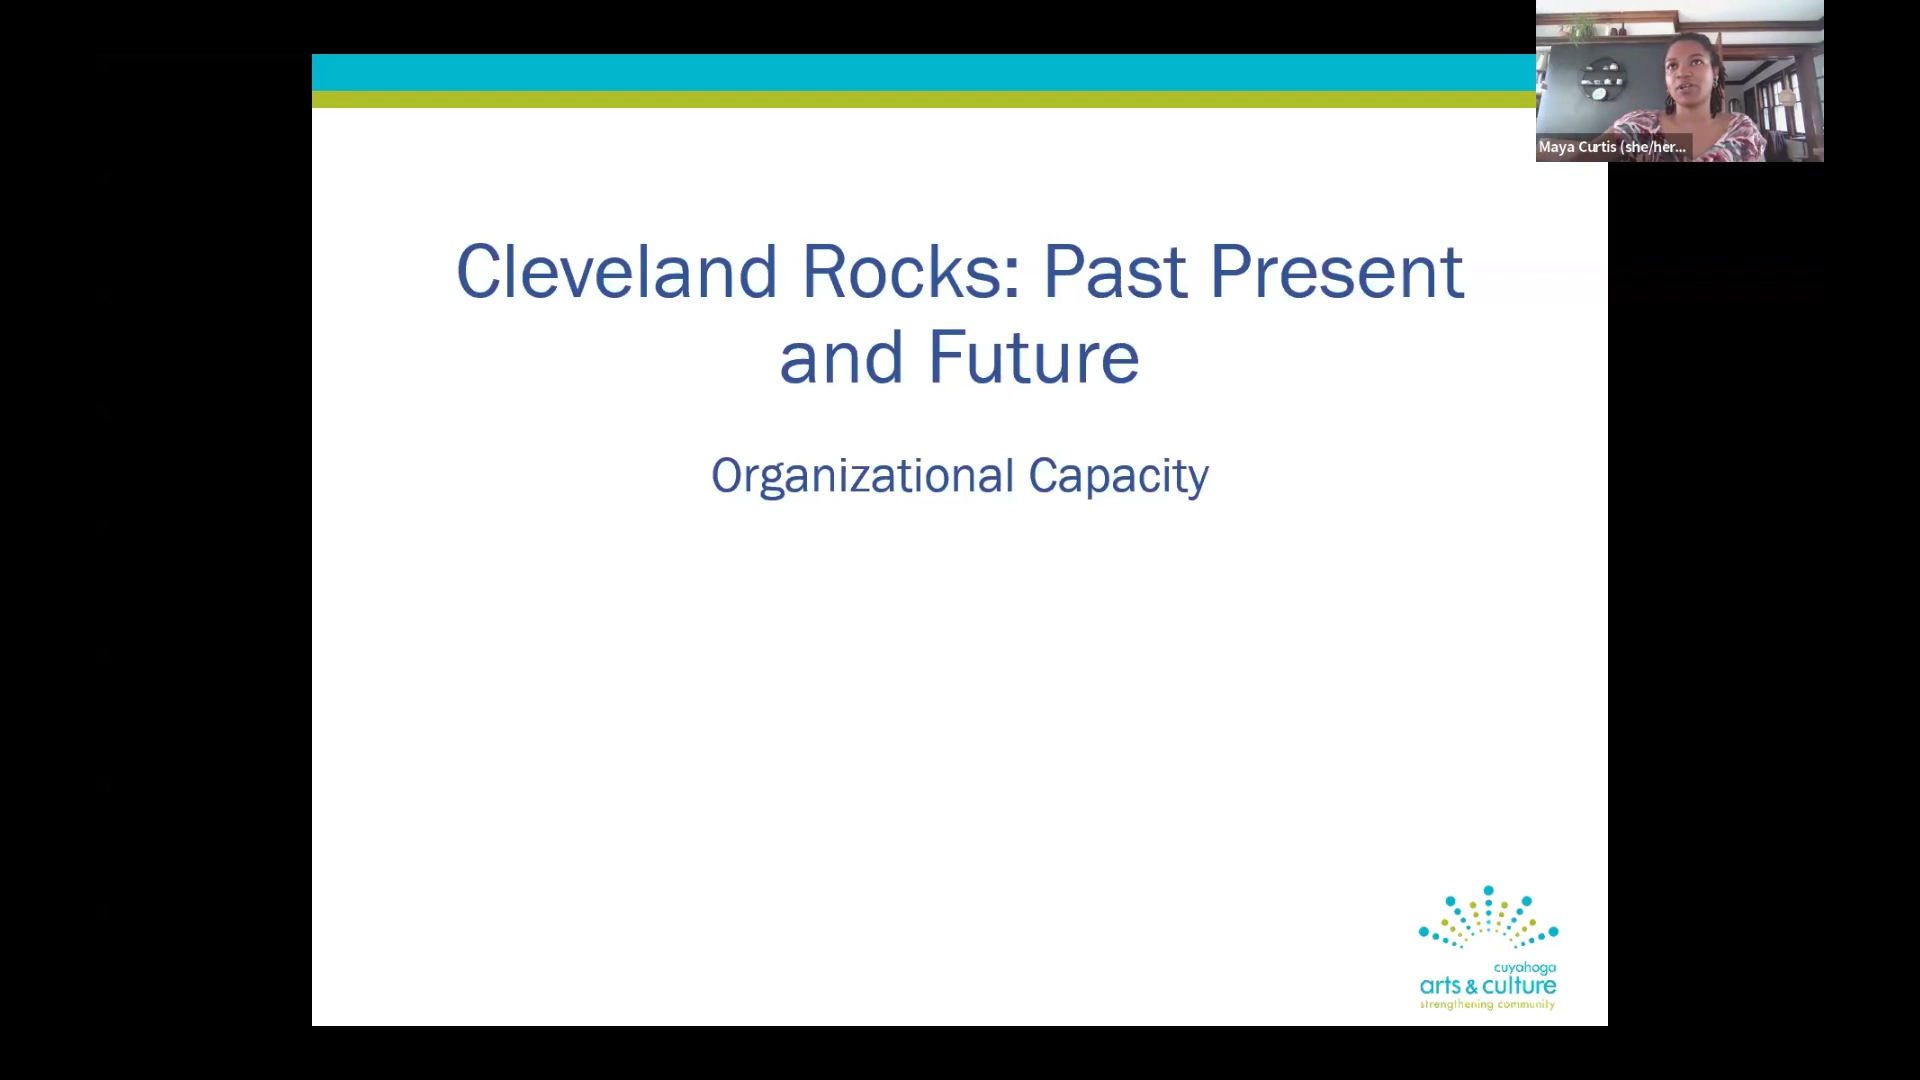 Maya Curtis (she/her...
Cleveland Rocks: Past Present
and Future
Organizational Capacity
cuyahoga
arts & culture
strengthening community